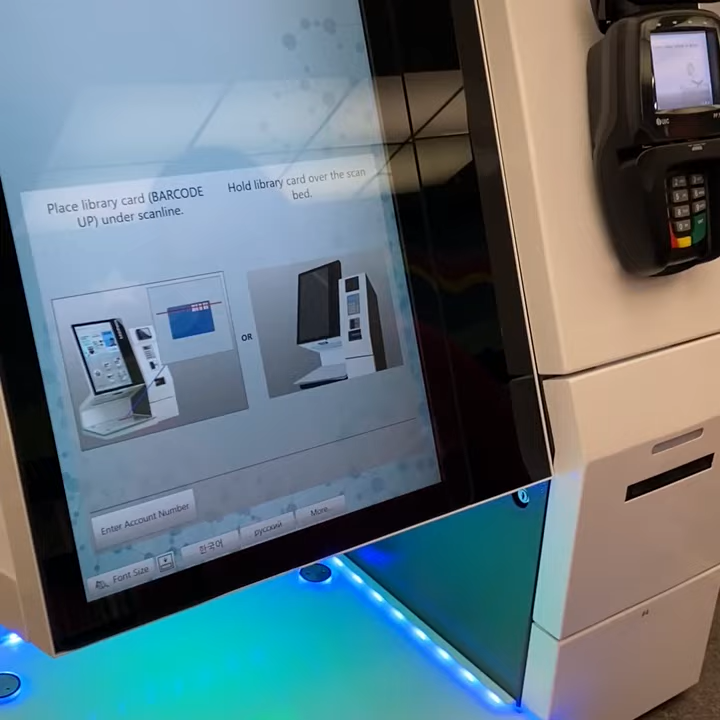 Place library card (BARCODE
UP) under scanline.
Hold library card over the scan
bed.
OR
Enter Account Number
Font Size
한국어
русский
More...